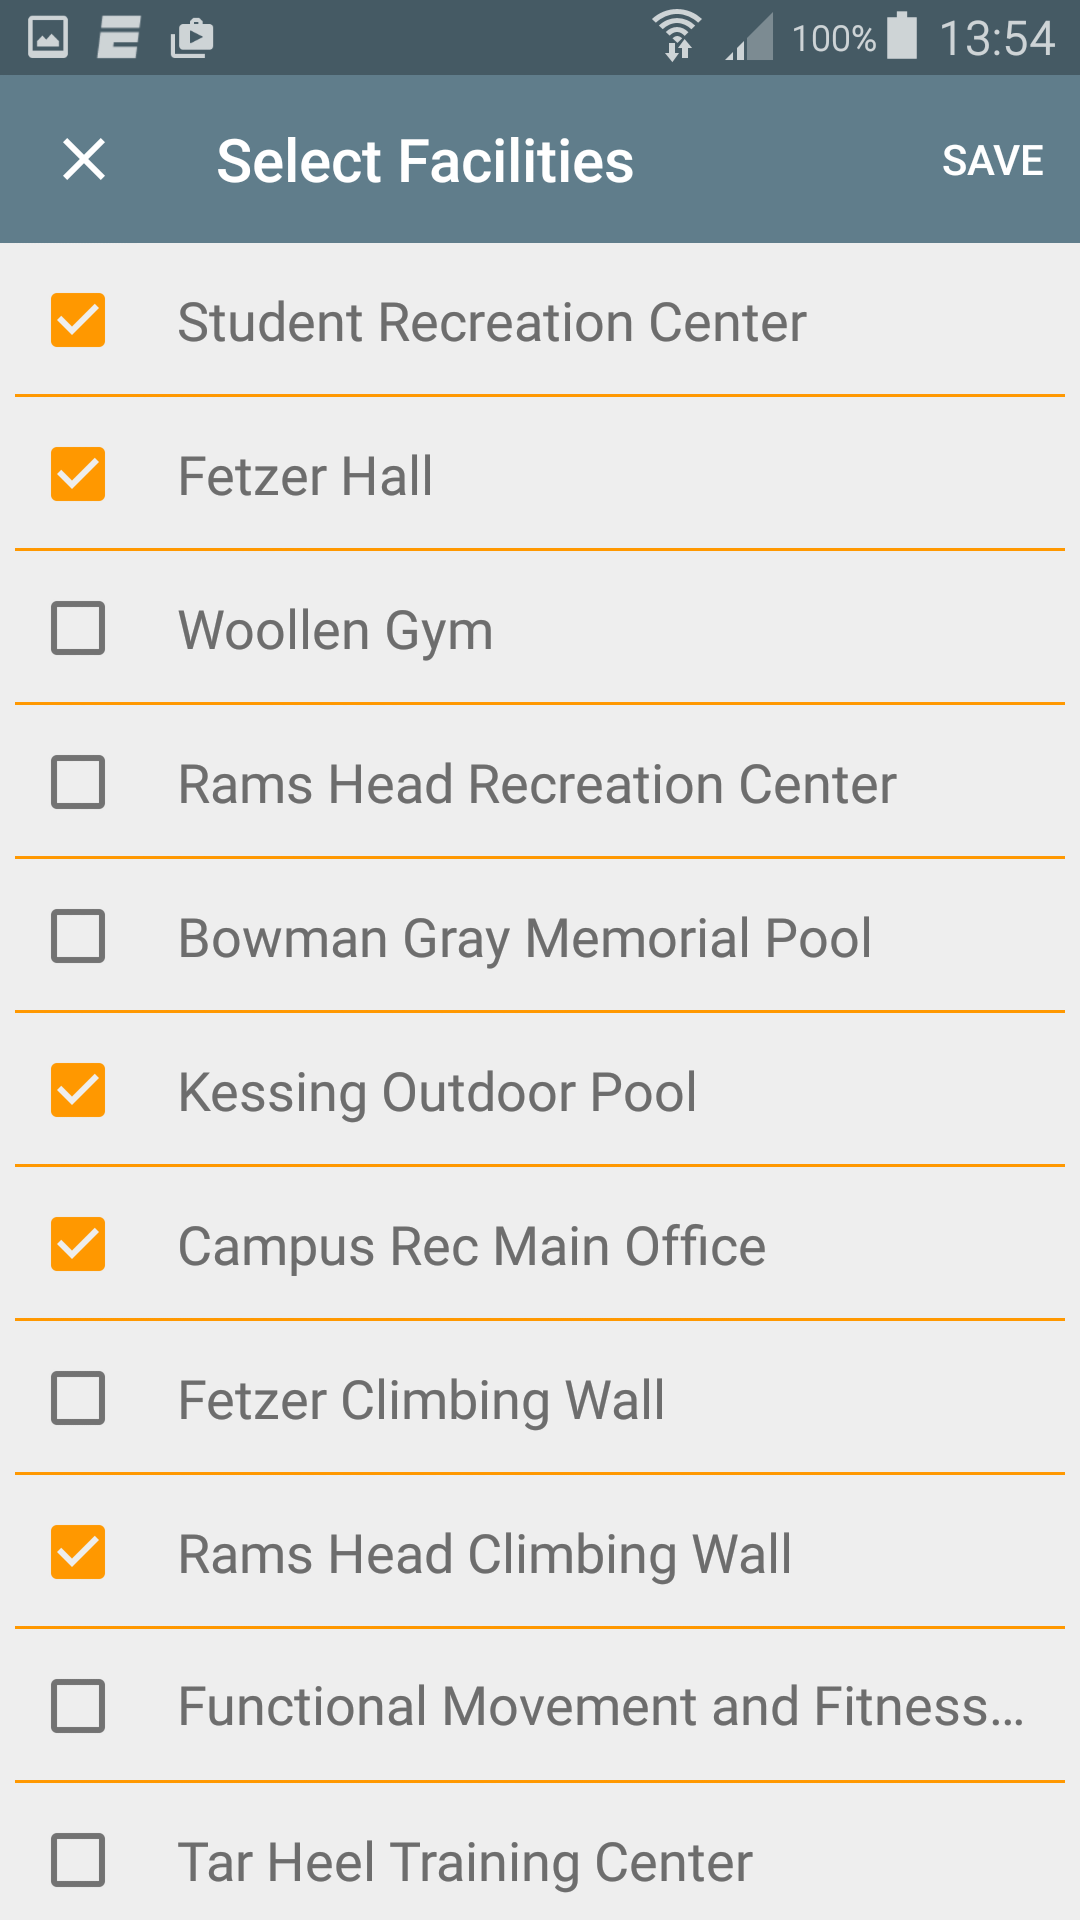 100% 13:54
Select Facilities SAVE
Student Recreation Center
Fetzer Hall
Woollen Gym
Rams Head Recreation Center
Bowman Gray Memorial Pool
Kessing Outdoor Pool
Campus Rec Main Office
Fetzer Climbing Wall
Rams Head Climbing Wall
Functional Movement and Fitness...
Tar Heel Training Center